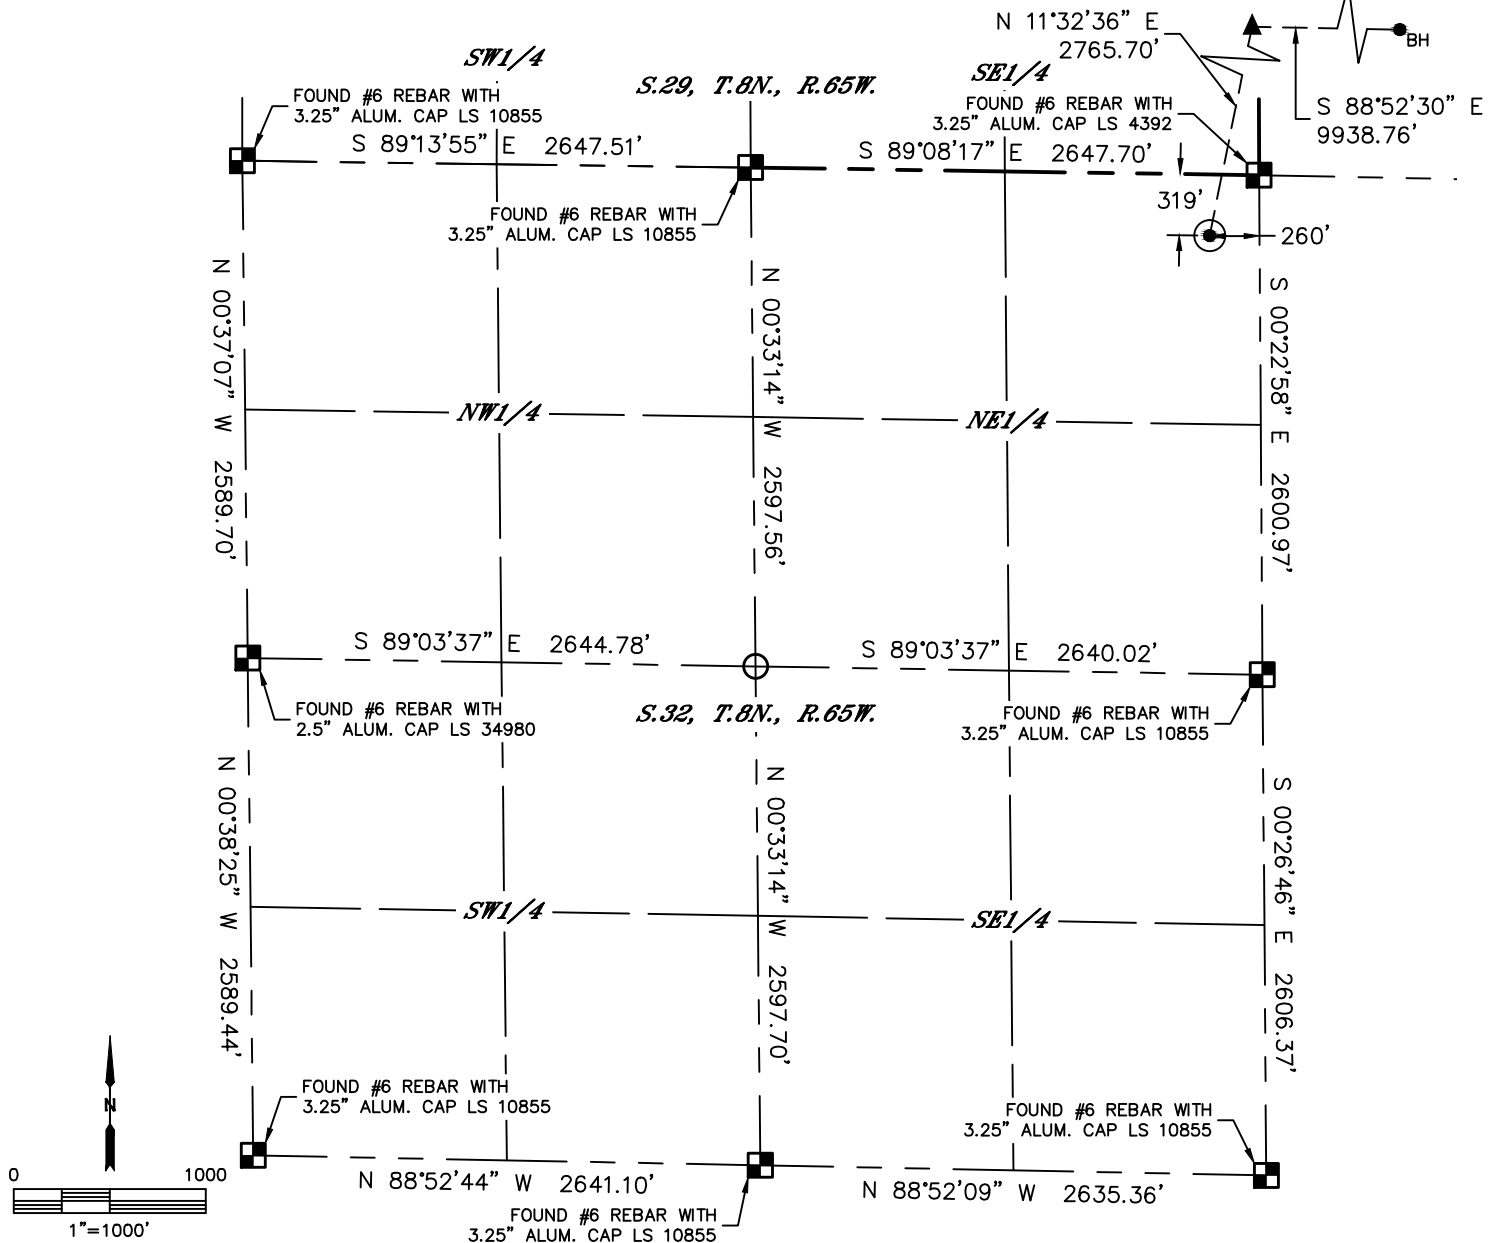 N 11°32'36" E
2765.70'
BH
SW1/4
S.29, T.8N., R.65W.
SE1/4
FOUND #6 REBAR WITH
3.25" ALUM. CAP LS 10855
FOUND #6 REBAR WITH
3.25" ALUM. CAP LS 4392
S 88°52'30" E
9938.76'
S 89°13'55" E 2647.51'
S 89°08'17" E 2647.70'
319'
260'
FOUND #6 REBAR WITH
3.25" ALUM. CAP LS 10855
N 00°37'07" W 2589.70'
N 00°33'14" W 2597.56'
S 00°22'58" E 2600.97'
NW1/4
NE1/4
S 89°03'37" E 2644.78'
S 89°03'37" E 2640.02'
FOUND #6 REBAR WITH
2.5" ALUM. CAP LS 34980
S.32, T.8N., R.65W.
FOUND #6 REBAR WITH
3.25" ALUM. CAP LS 10855
N 00°38'25" W 2589.44'
N 00°33'14" W 2597.70'
S 00°26'46" E 2606.37'
SW1/4
SE1/4
FOUND #6 REBAR WITH
3.25" ALUM. CAP LS 10855
FOUND #6 REBAR WITH
3.25" ALUM. CAP LS 10855
N
0 1000
1"=1000'
N 88°52'44" W 2641.10'
N 88°52'09" W 2635.36'
FOUND #6 REBAR WITH
3.25" ALUM. CAP LS 10855